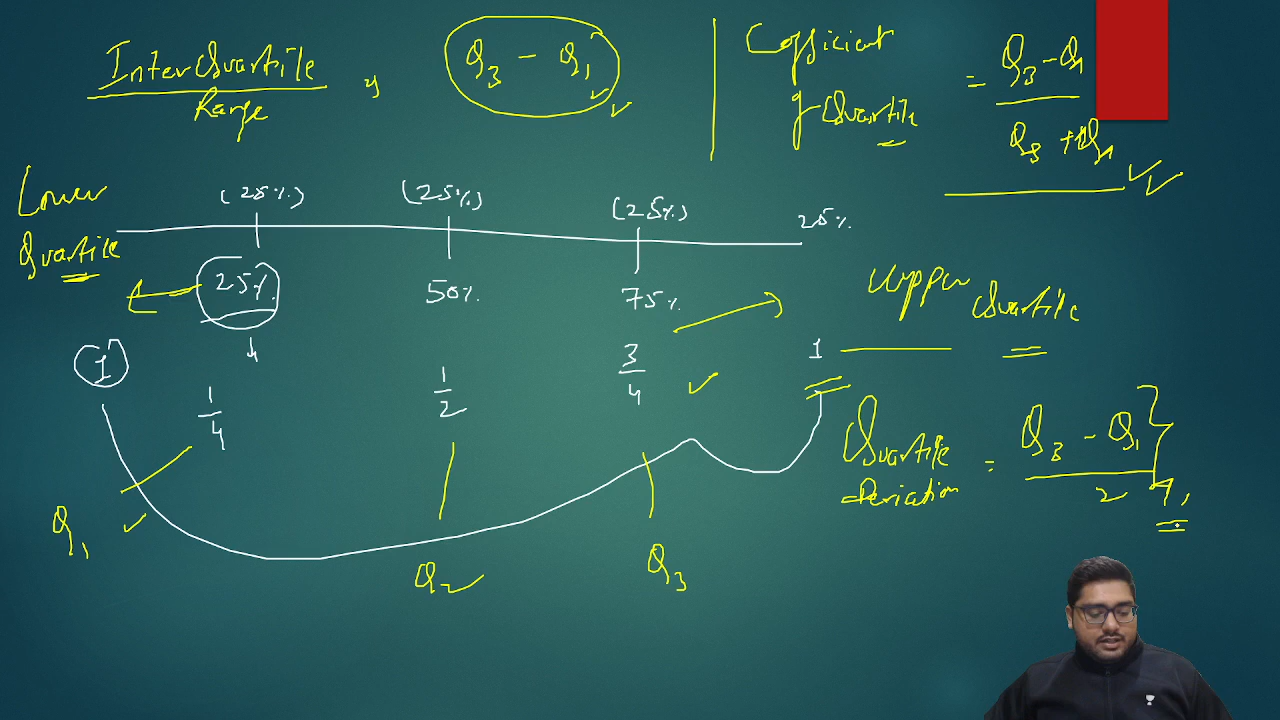 Inter Quartile
Range
Q3 - Q1
Cofficient
of Quartile
= Q3 - Q1
Q3 + Q1
Lower
Quartile
(25%) (25%) (25%) 25%
25% 50% 75%
Upper Quartile
1 1/4 1/2 3/4 1
Quartile
Deviation
= Q3 - Q1
2
Q1 Q2 Q3